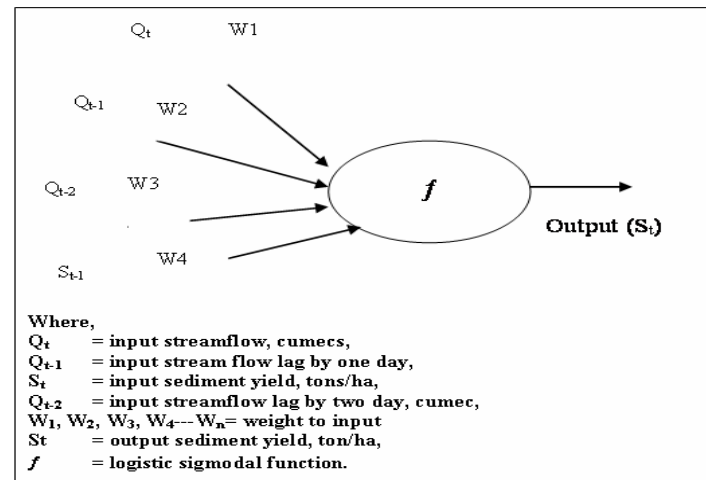 Qt W1
Qt-1 W2
Qt-2 W3
f
Output (St)
St-1 W4
Where,
Qt = input streamflow, cumecs,
Qt-1 = input stream flow lag by one day,
St = input sediment yield, tons/ha,
Qt-2 = input streamflow lag by two day, cumec,
W1, W2, W3, W4---Wn= weight to input
St = output sediment yield, ton/ha,
f = logistic sigmodal function.